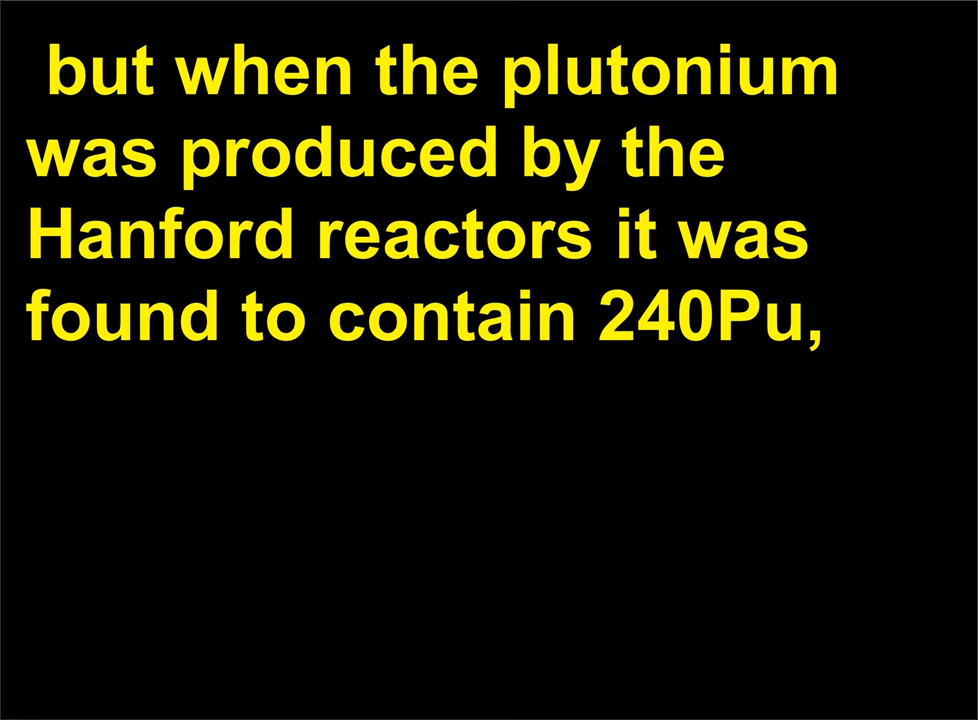 but when the plutonium
was produced by the
Hanford reactors it was
found to contain 240Pu,